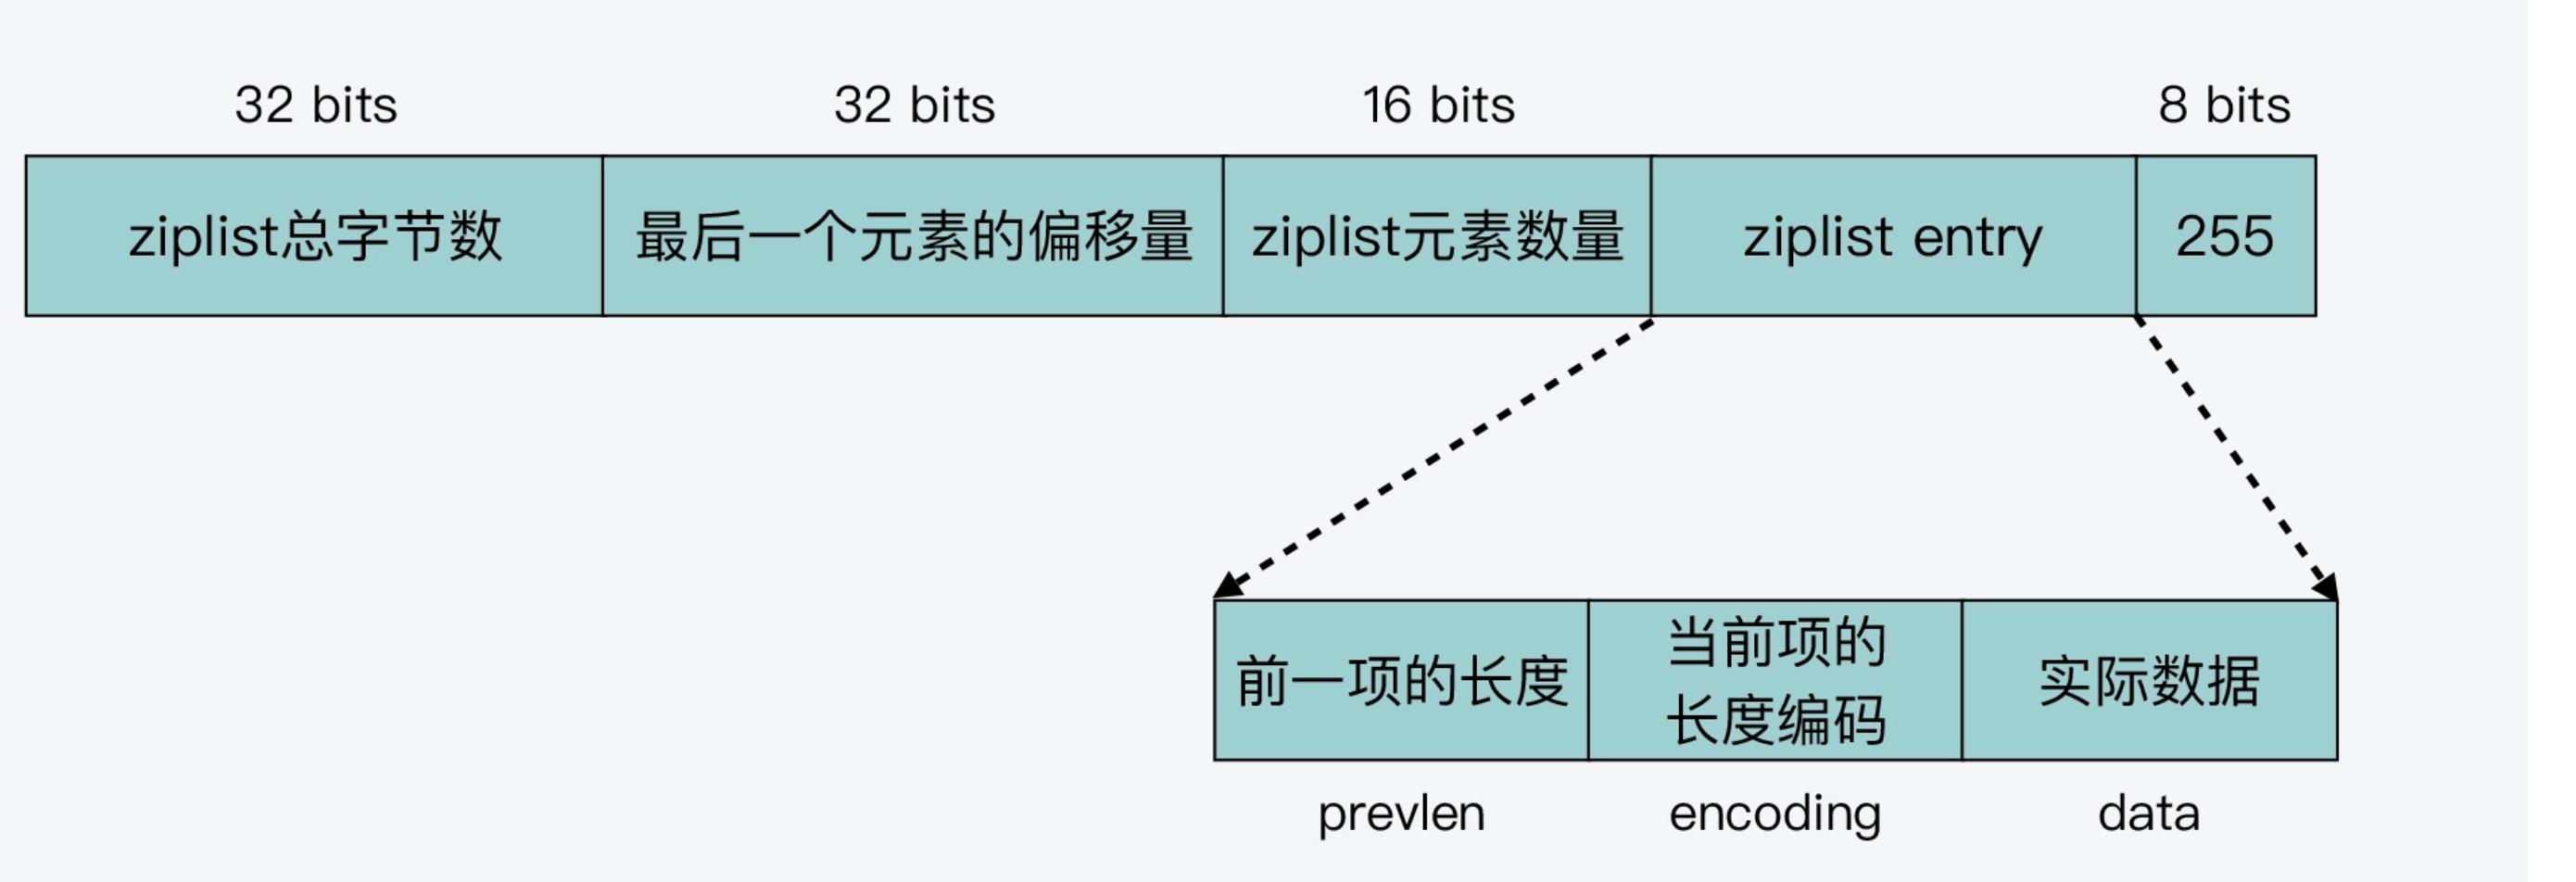 32 bits
32 bits
16 bits
8 bits
ziplist总字节数
最后一个元素的偏移量
ziplist元素数量
ziplist entry
255
前一项的长度
当前项的
长度编码
实际数据
prevlen
encoding
data